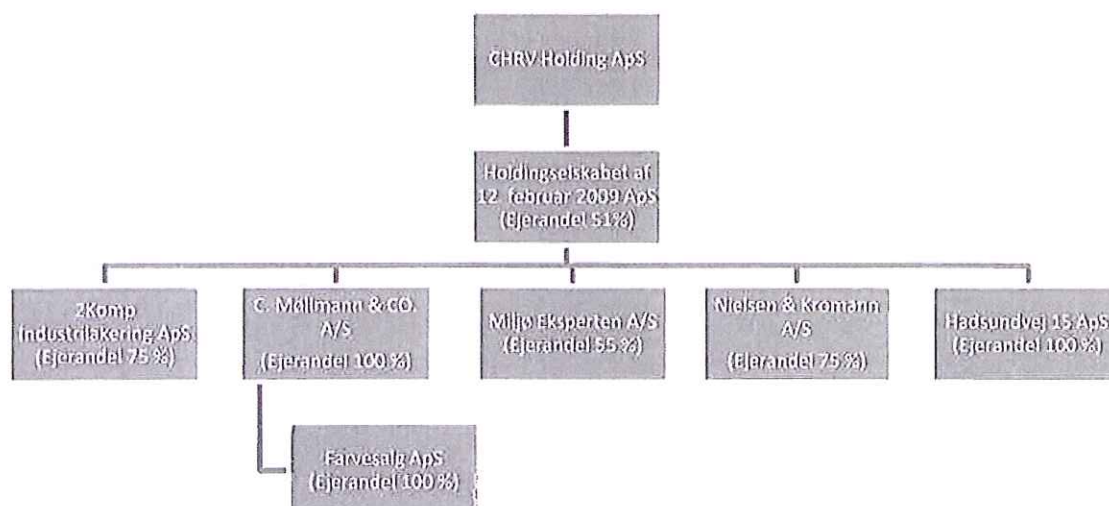 CHRV Holding ApS
Holdingselskabet af
12. februar 2009 ApS
(Ejerandel 51%)
2Komp
Industrilakering ApS
(Ejerandel 75 %)
C. Møllmann & CO.
A/S
(Ejerandel 100 %)
Miljø Eksperten A/S
(Ejerandel 55 %)
Nielsen & Kromann
A/S
(Ejerandel 75 %)
Hadsundvej 15 ApS
(Ejerandel 100 %)
Farvesalg ApS
(Ejerandel 100 %)